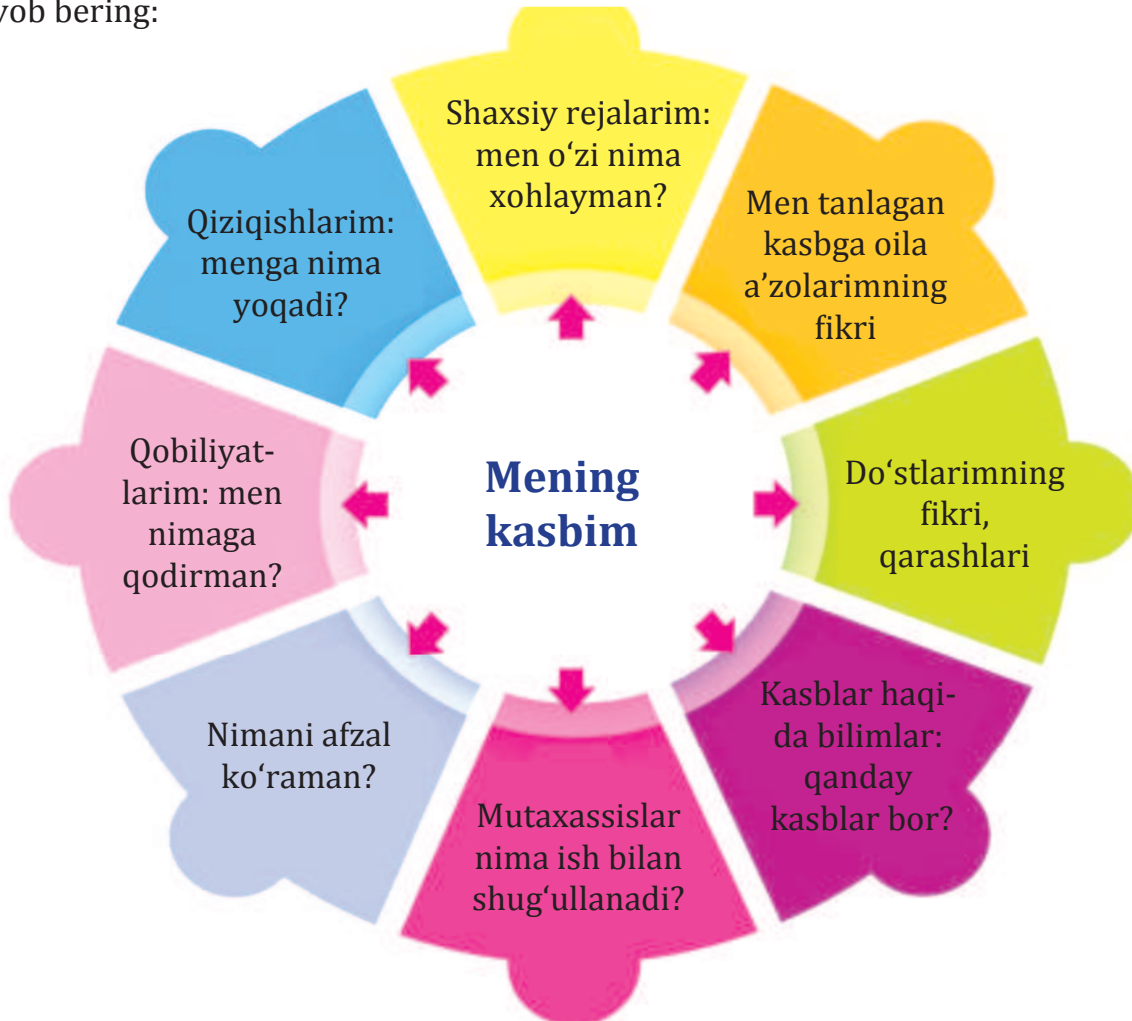 yob bering:
Shaxsiy rejalarim:
men o‘zi nima
xohlayman?
Men tanlagan
kasbga oila
a’zolarimning
fikri
Do‘stlarimning
fikri,
qarashlari
Kasblar haqi-
da bilimlar:
qanday
kasblar bor?
Mutaxassislar
nima ish bilan
shug‘ullanadi?
Nimani afzal
ko‘raman?
Qobiliyat-
larim: men
nimaga
qodirman?
Qiziqishlarim:
menga nima
yoqadi?
Mening
kasbim